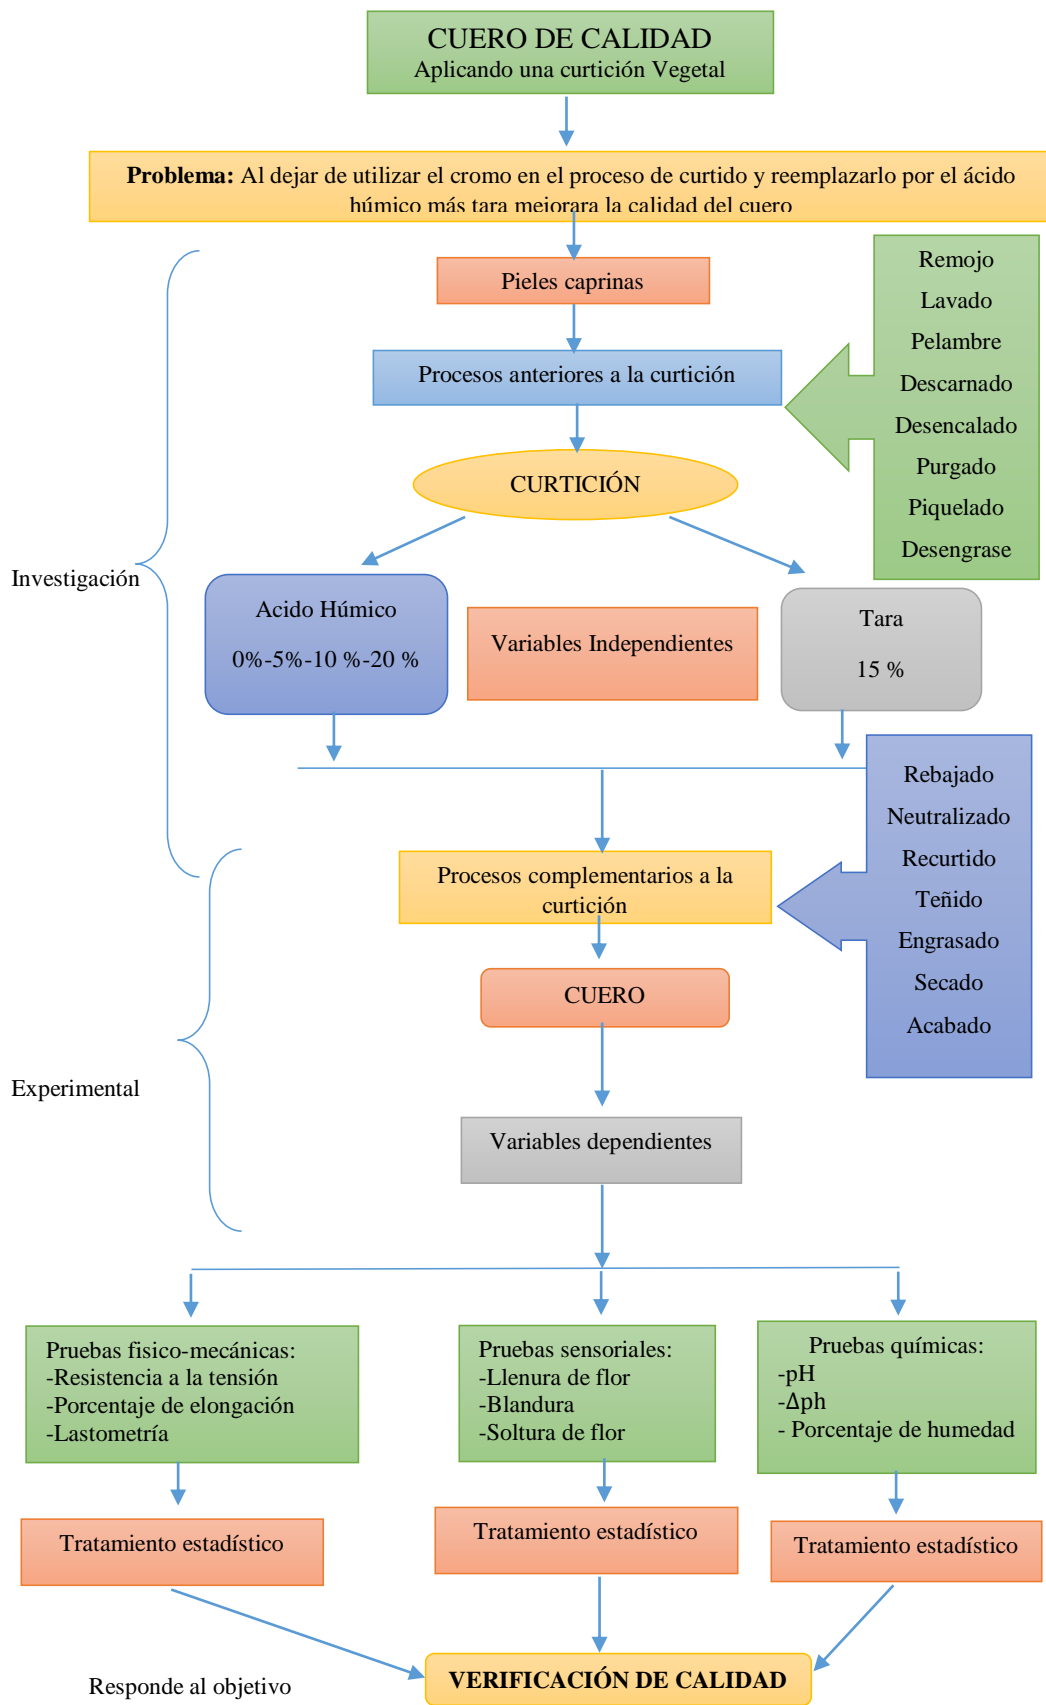 CUERO DE CALIDAD
Aplicando una curtición Vegetal
Problema: Al dejar de utilizar el cromo en el proceso de curtido y reemplazarlo por el ácido
húmico más tara mejorara la calidad del cuero
Pieles caprinas
Procesos anteriores a la curtición
Remojo
Lavado
Pelambre
Descarnado
Desencalado
Purgado
Piquelado
Desengrase
CURTICIÓN
Investigación
Acido Húmico
0%-5%-10 %-20 %
Variables Independientes
Tara
15 %
Procesos complementarios a la
curtición
Rebajado
Neutralizado
Recurtido
Teñido
Engrasado
Secado
Acabado
CUERO
Experimental
Variables dependientes
Pruebas fisico-mecánicas:
-Resistencia a la tensión
-Porcentaje de elongación
-Lastometría
Pruebas sensoriales:
-Llenura de flor
-Blandura
-Soltura de flor
Pruebas químicas:
-pH
-Δph
- Porcentaje de humedad
Tratamiento estadístico
Tratamiento estadístico
Tratamiento estadístico
Responde al objetivo
VERIFICACIÓN DE CALIDAD